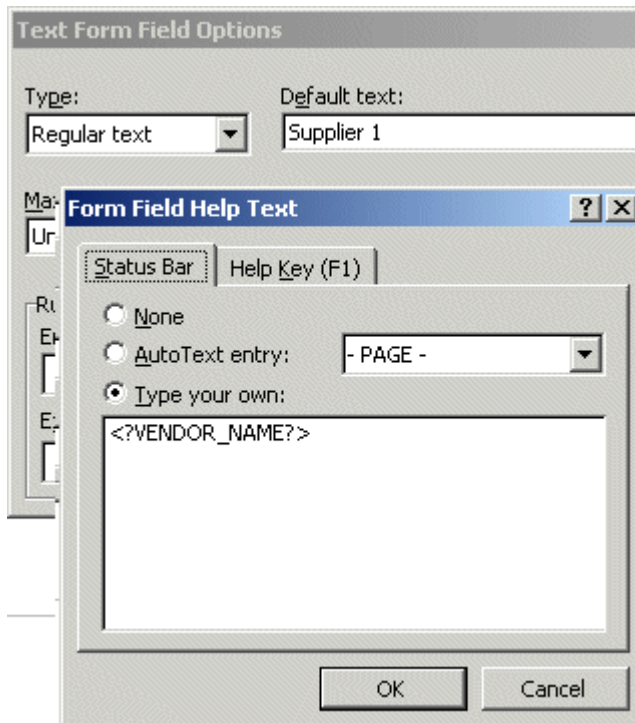 Text Form Field Options
Type: Default text:
Regular text Supplier 1
Form Field Help Text
Status Bar Help Key (F1)
None
AutoText entry: - PAGE -
Type your own:
<?VENDOR_NAME?>
OK Cancel